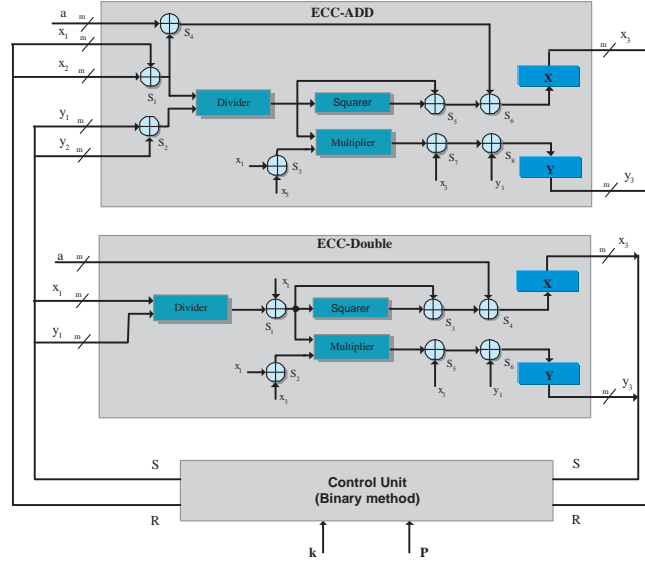 ECC-ADD
a m
x1 m
S4
m x3
x2 m
S1
X
Divider
Squarer
S5
S6
y1 m
S2
y2 m
Multiplier
x1
S3
S7
S8
Y
m y3
x3
x3
y1
ECC-Double
a m
m x3
x1
X
x1 m
Divider
S1
Squarer
S3
S4
y1 m
Multiplier
x1
S2
S5
S6
Y
m y3
x3
x3
y1
S
Control Unit
(Binary method)
S
R
R
k
P